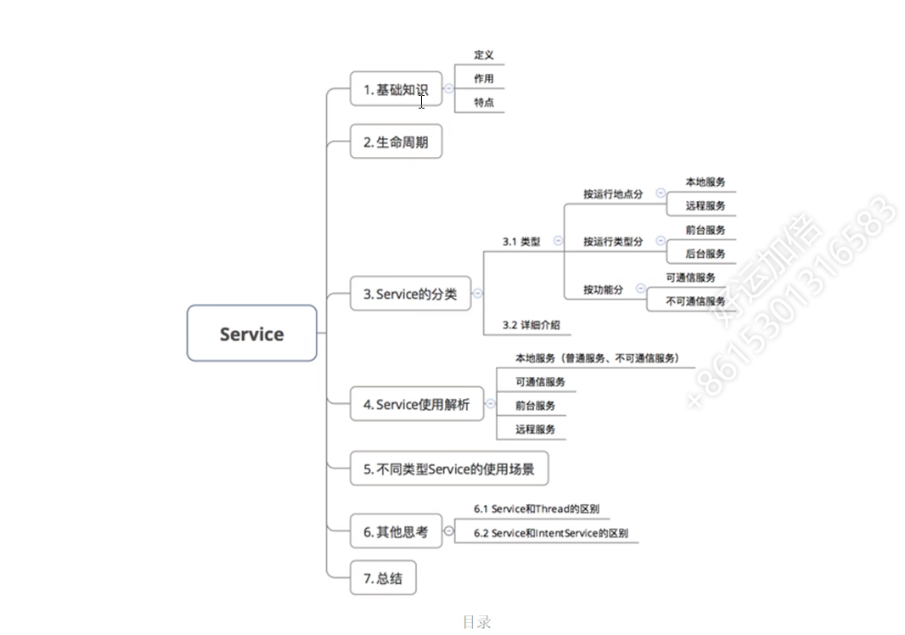 定义
1.基础知识
作用
特点
2.生命周期
本地服务
按运行地点分
远程服务
前台服务
3.1 类型
按运行类型分
后台服务
可通信服务
按功能分
3.Service的分类
不可通信服务
3.2 详细介绍
Service
本地服务（普通服务、不可通信服务）
可通信服务
4.Service使用解析
前台服务
远程服务
5.不同类型Service的使用场景
6.1 Service和Thread的区别
6.其他思考
6.2 Service和IntentService的区别
7.总结
目录
好运加倍
+8615301316583